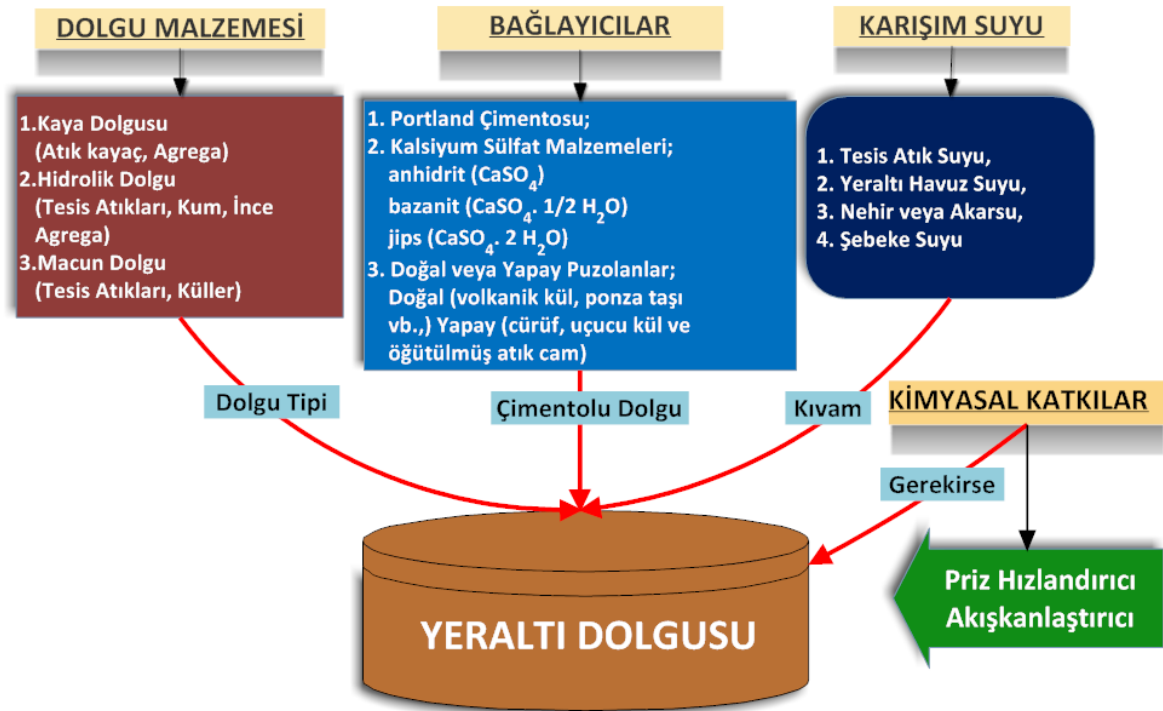 DOLGU MALZEMESİ
1.Kaya Dolgusu
(Atık kayaç, Agrega)
2.Hidrolik Dolgu
(Tesis Atıkları, Kum, İnce
Agrega)
3.Macun Dolgu
(Tesis Atıkları, Küller)
BAĞLAYICILAR
1. Portland Çimentosu;
2. Kalsiyum Sülfat Malzemeleri;
anhidrit (CaSO₄)
bazanit (CaSO₄. 1/2 H₂O)
jips (CaSO₄. 2 H₂O)
3. Doğal veya Yapay Puzolanlar;
Doğal (volkanik kül, ponza taşı
vb.,) Yapay (cürüf, uçucu kül ve
öğütülmüş atık cam)
KARIŞIM SUYU
1. Tesis Atık Suyu,
2. Yeraltı Havuz Suyu,
3. Nehir veya Akarsu,
4. Şebeke Suyu
Dolgu Tipi
Çimentolu Dolgu
Kıvam
KİMYASAL KATKILAR
Gerekirse
Priz Hızlandırıcı
Akışkanlaştırıcı
YERALTI DOLGUSU